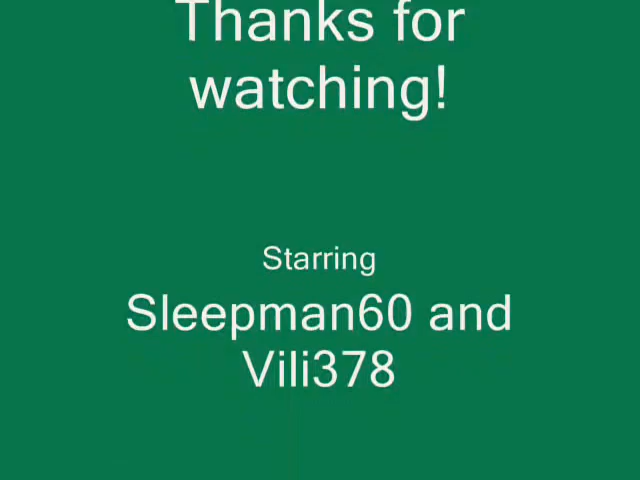 Thanks for
watching!
Starring
Sleepman60 and
Vili378